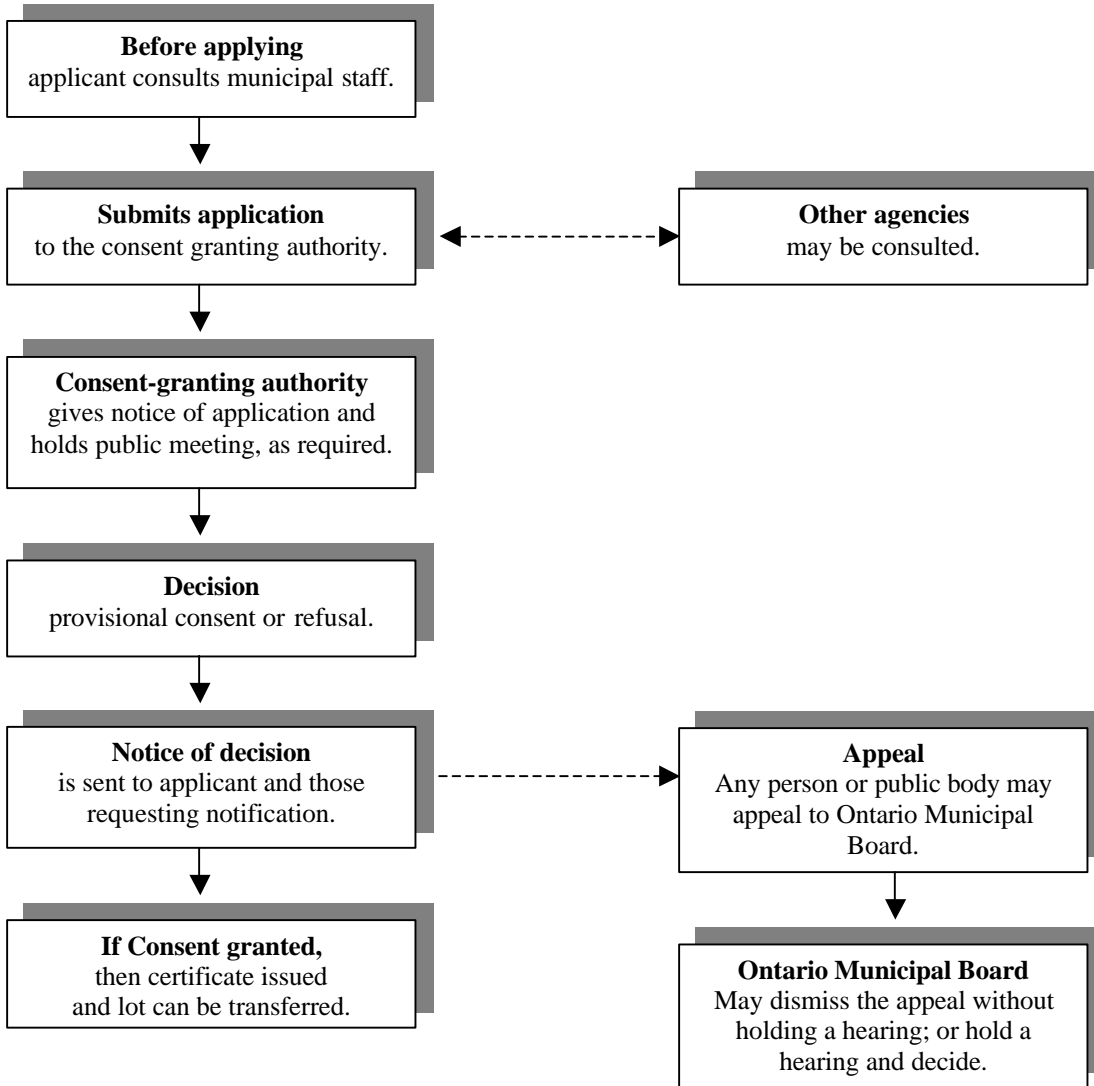 Before applying
applicant consults municipal staff.
Submits application
to the consent granting authority.
Other agencies
may be consulted.
Consent-granting authority
gives notice of application and
holds public meeting, as required.
Decision
provisional consent or refusal.
Notice of decision
is sent to applicant and those
requesting notification.
Appeal
Any person or public body may
appeal to Ontario Municipal
Board.
If Consent granted,
then certificate issued
and lot can be transferred.
Ontario Municipal Board
May dismiss the appeal without
holding a hearing; or hold a
hearing and decide.